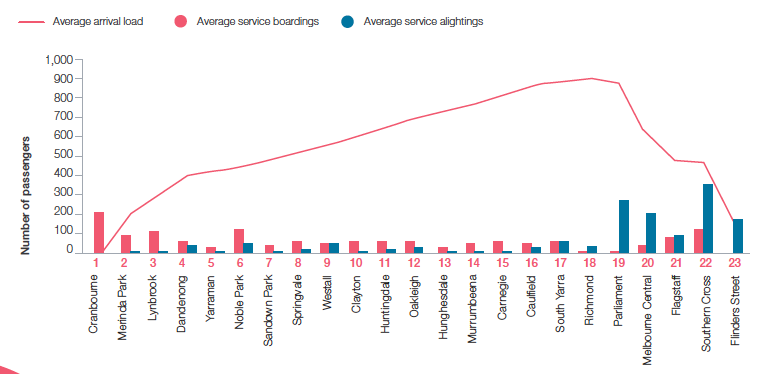 Average arrival load Average service boardings Average service alightings
1,000
900
800
700
600
500
400
300
200
100
0
Number of passengers
1 2 3 4 5 6 7 8 9 10 11 12 13 14 15 16 17 18 19 20 21 22 23
Cranbourne
Merinda Park
Lynbrook
Dandenong
Yarraman
Noble Park
Sandown Park
Springvale
Westall
Clayton
Huntingdale
Oakleigh
Hunghesdale
Murrumbeena
Carnegie
Caulfield
South Yarra
Richmond
Parliament
Melbourne Central
Flagstaff
Southern Cross
Flinders Street